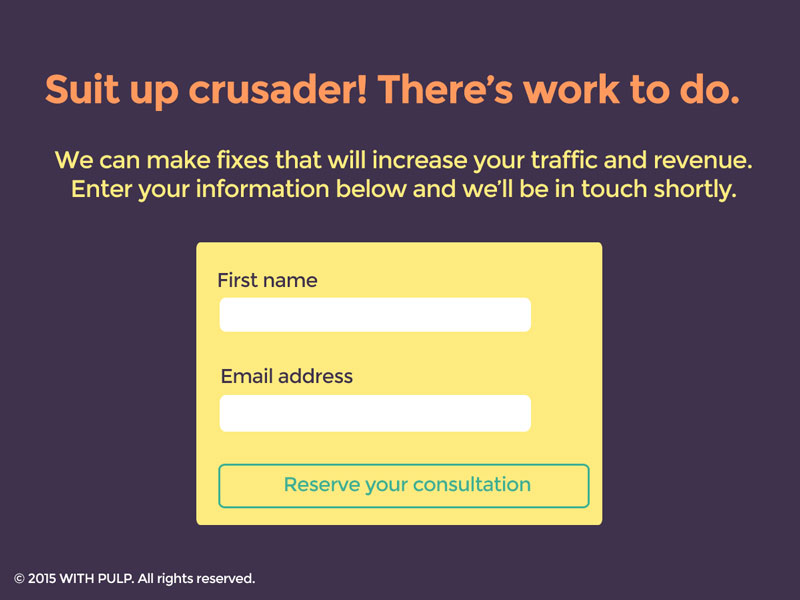 Suit up crusader! There's work to do.
We can make fixes that will increase your traffic and revenue.
Enter your information below and we'll be in touch shortly.
First name
Email address
Reserve your consultation
© 2015 WITH PULP. All rights reserved.